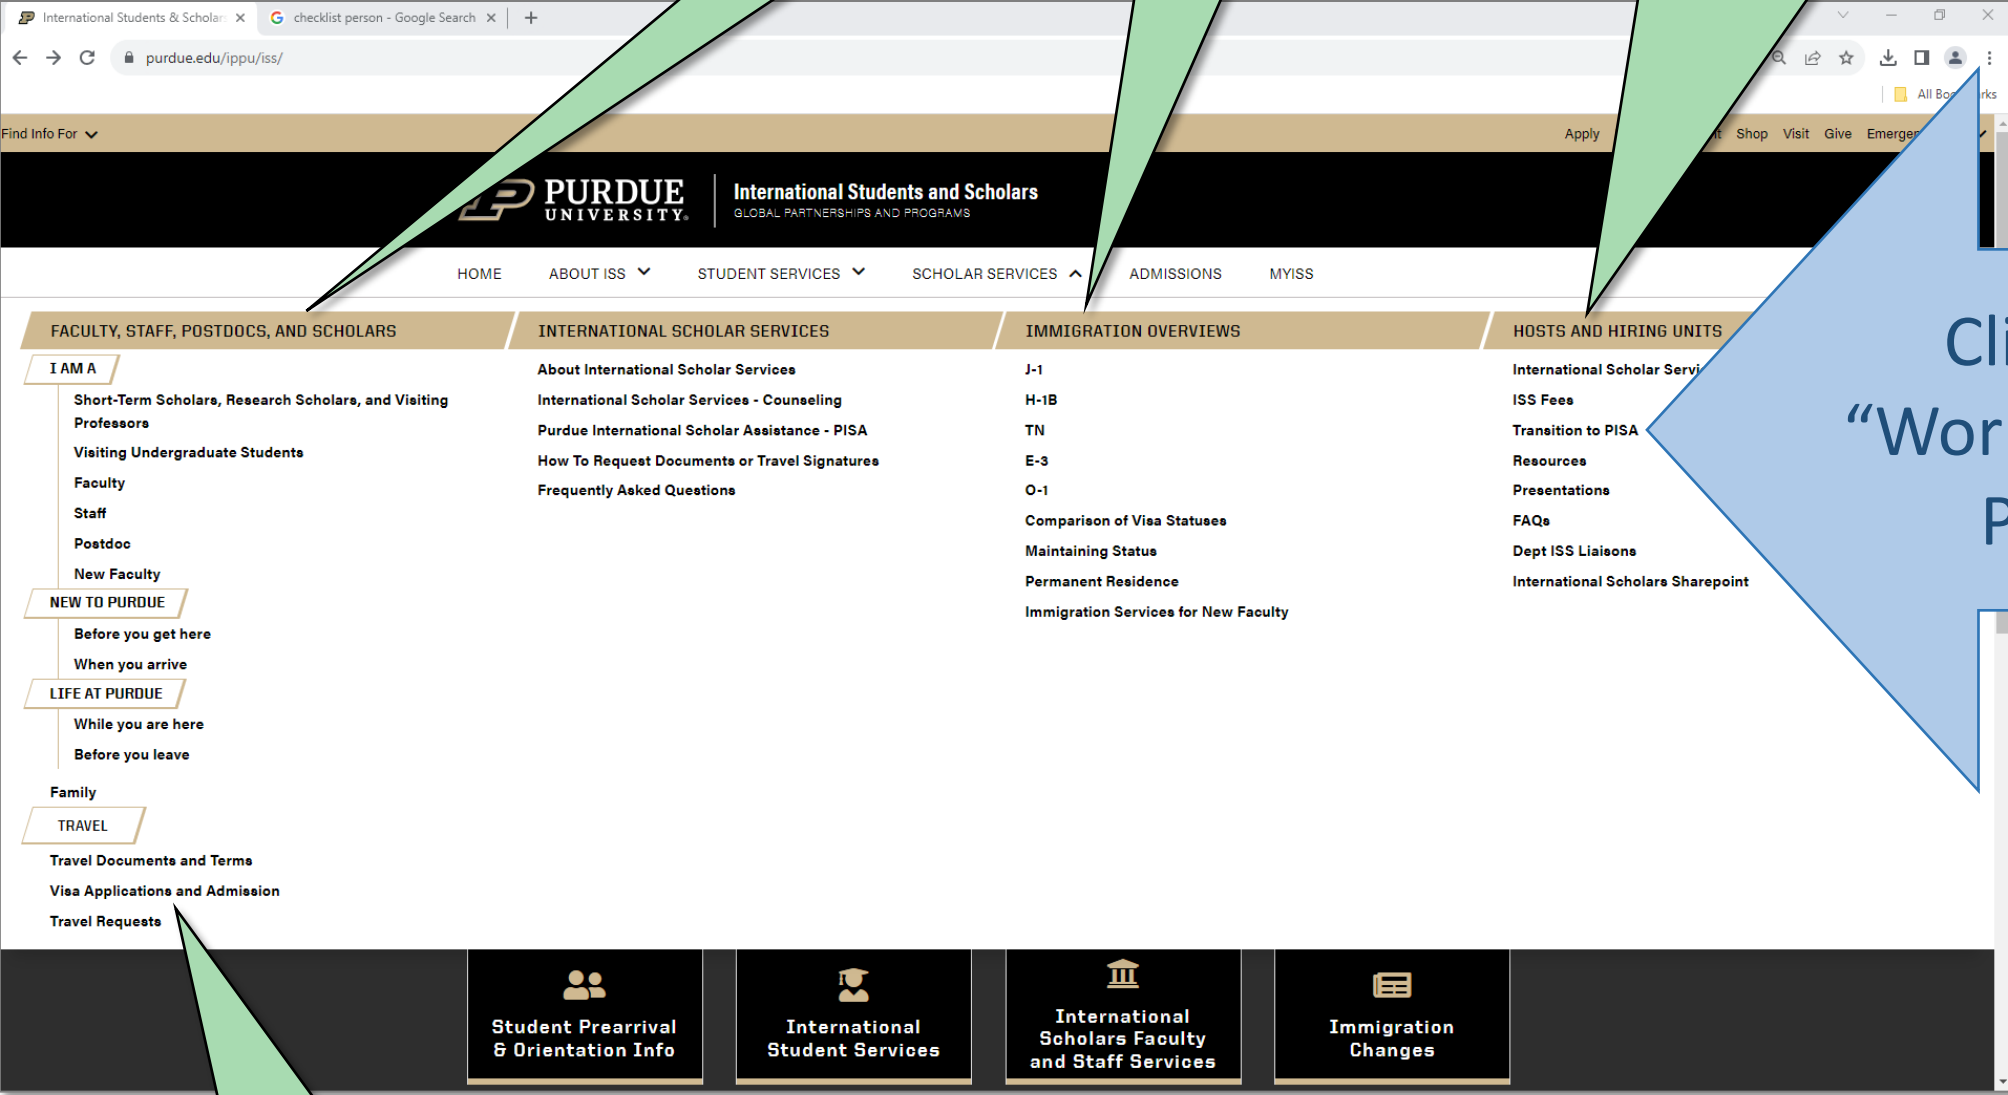 International Students & Scholar
checklist person - Google Search
purdue.edu/ippu/iss/
All
Find Info For
Apply Shop Visit Give
PURDUE
UNIVERSITY®
International Students and Scholars
GLOBAL PARTNERSHIPS AND PROGRAMS
HOME ABOUT ISS STUDENT SERVICES SCHOLAR SERVICES ADMISSIONS MYISS
FACULTY, STAFF, POSTDOCS, AND SCHOLARS
I AM A
Short-Term Scholars, Research Scholars, and Visiting
Professors
Visiting Undergraduate Students
Faculty
Staff
Postdoc
New Faculty
NEW TO PURDUE
Before you get here
When you arrive
LIFE AT PURDUE
While you are here
Before you leave
Family
TRAVEL
Travel Documents and Terms
Visa Applications and Admission
Travel Requests
INTERNATIONAL SCHOLAR SERVICES
About International Scholar Services
International Scholar Services - Counseling
Purdue International Scholar Assistance - PISA
How To Request Documents or Travel Signatures
Frequently Asked Questions
IMMIGRATION OVERVIEWS
J-1
H-1B
TN
E-3
O-1
Comparison of Visa Statuses
Maintaining Status
Permanent Residence
Immigration Services for New Faculty
HOSTS AND HIRING UNITS
International Scholar
ISS Fees
Transition to PISA
Resources
Presentations
FAQs
Dept ISS Liaisons
International Scholars Sharepoint
Student Prearrival
& Orientation Info
International
Student Services
International
Scholars Faculty
and Staff Services
Immigration
Changes